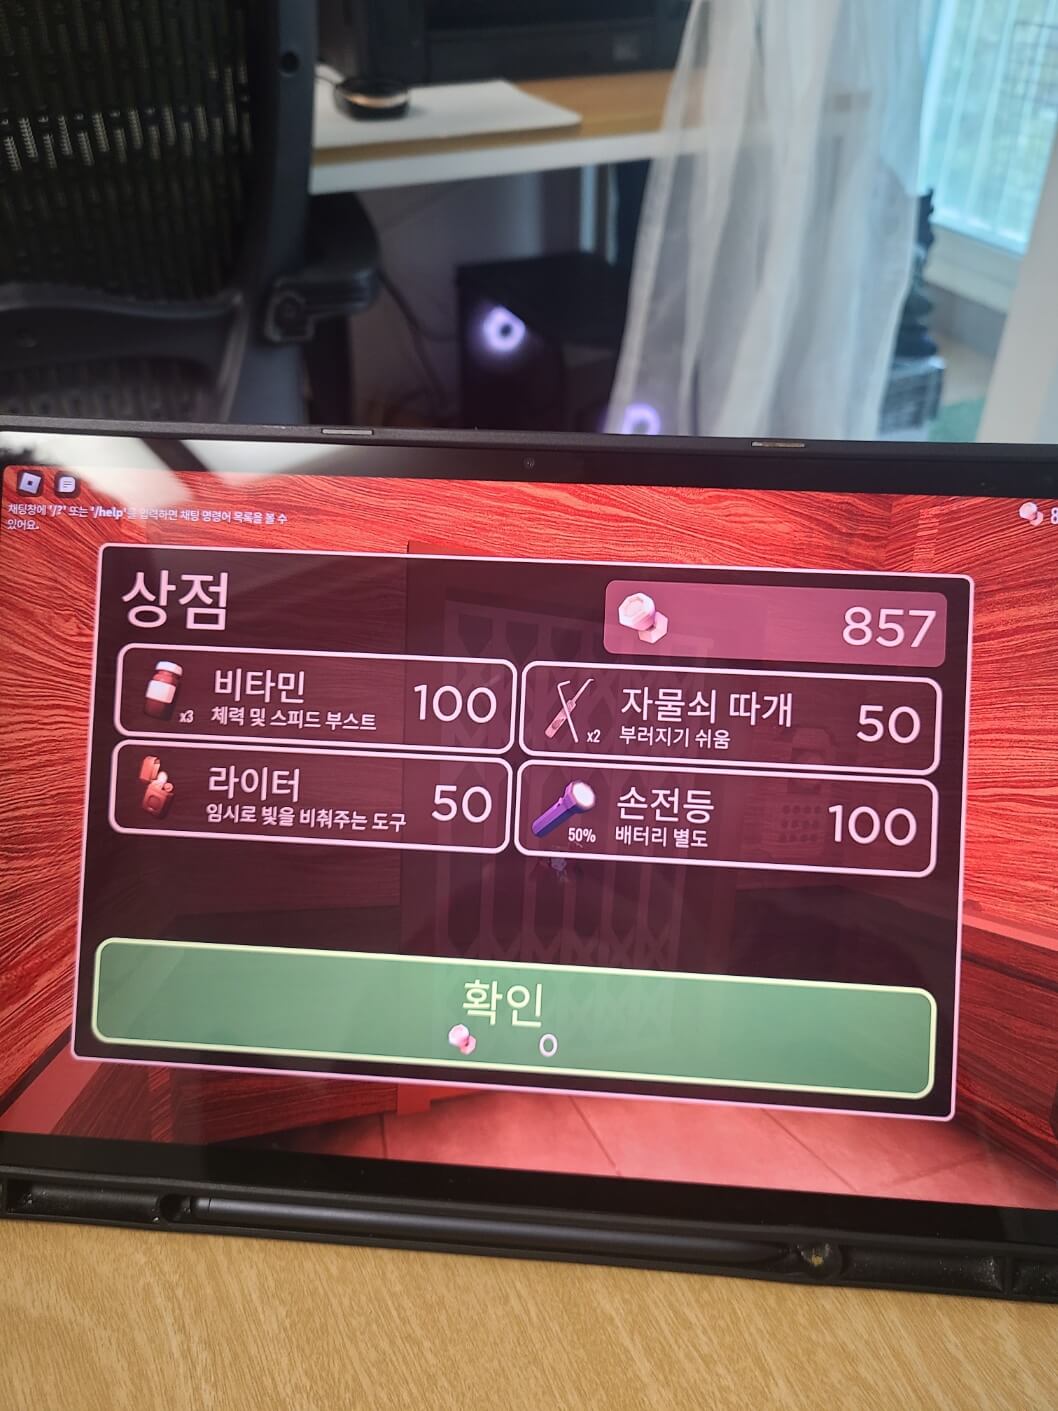 채팅창에 '/?' 또는 '/help'를 입력하면 채팅 명령어 목록을 볼 수
있어요.
8
상점
857
비타민
체력 및 스피드 부스트
x3
100
자물쇠 따개
부러지기 쉬움
x2
50
라이터
임시로 빛을 비춰주는 도구
50
손전등
배터리 별도
50%
100
확인
0